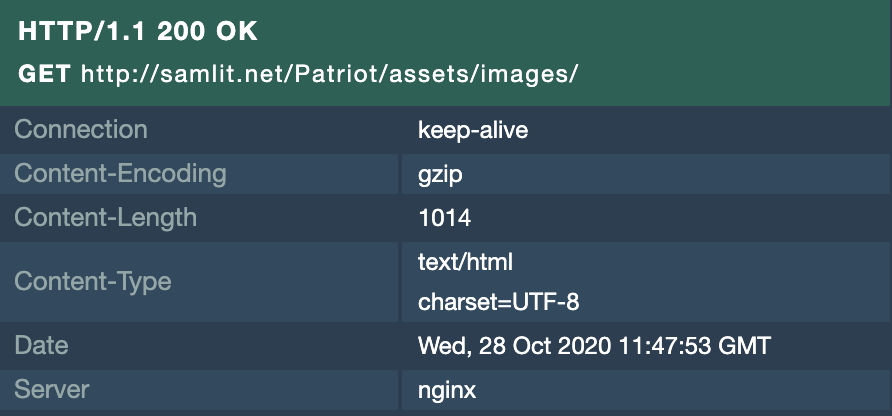 HTTP/1.1 200 OK
GET http://samlit.net/Patriot/assets/images/
Connection keep-alive
Content-Encoding gzip
Content-Length 1014
Content-Type text/html
charset=UTF-8
Date Wed, 28 Oct 2020 11:47:53 GMT
Server nginx